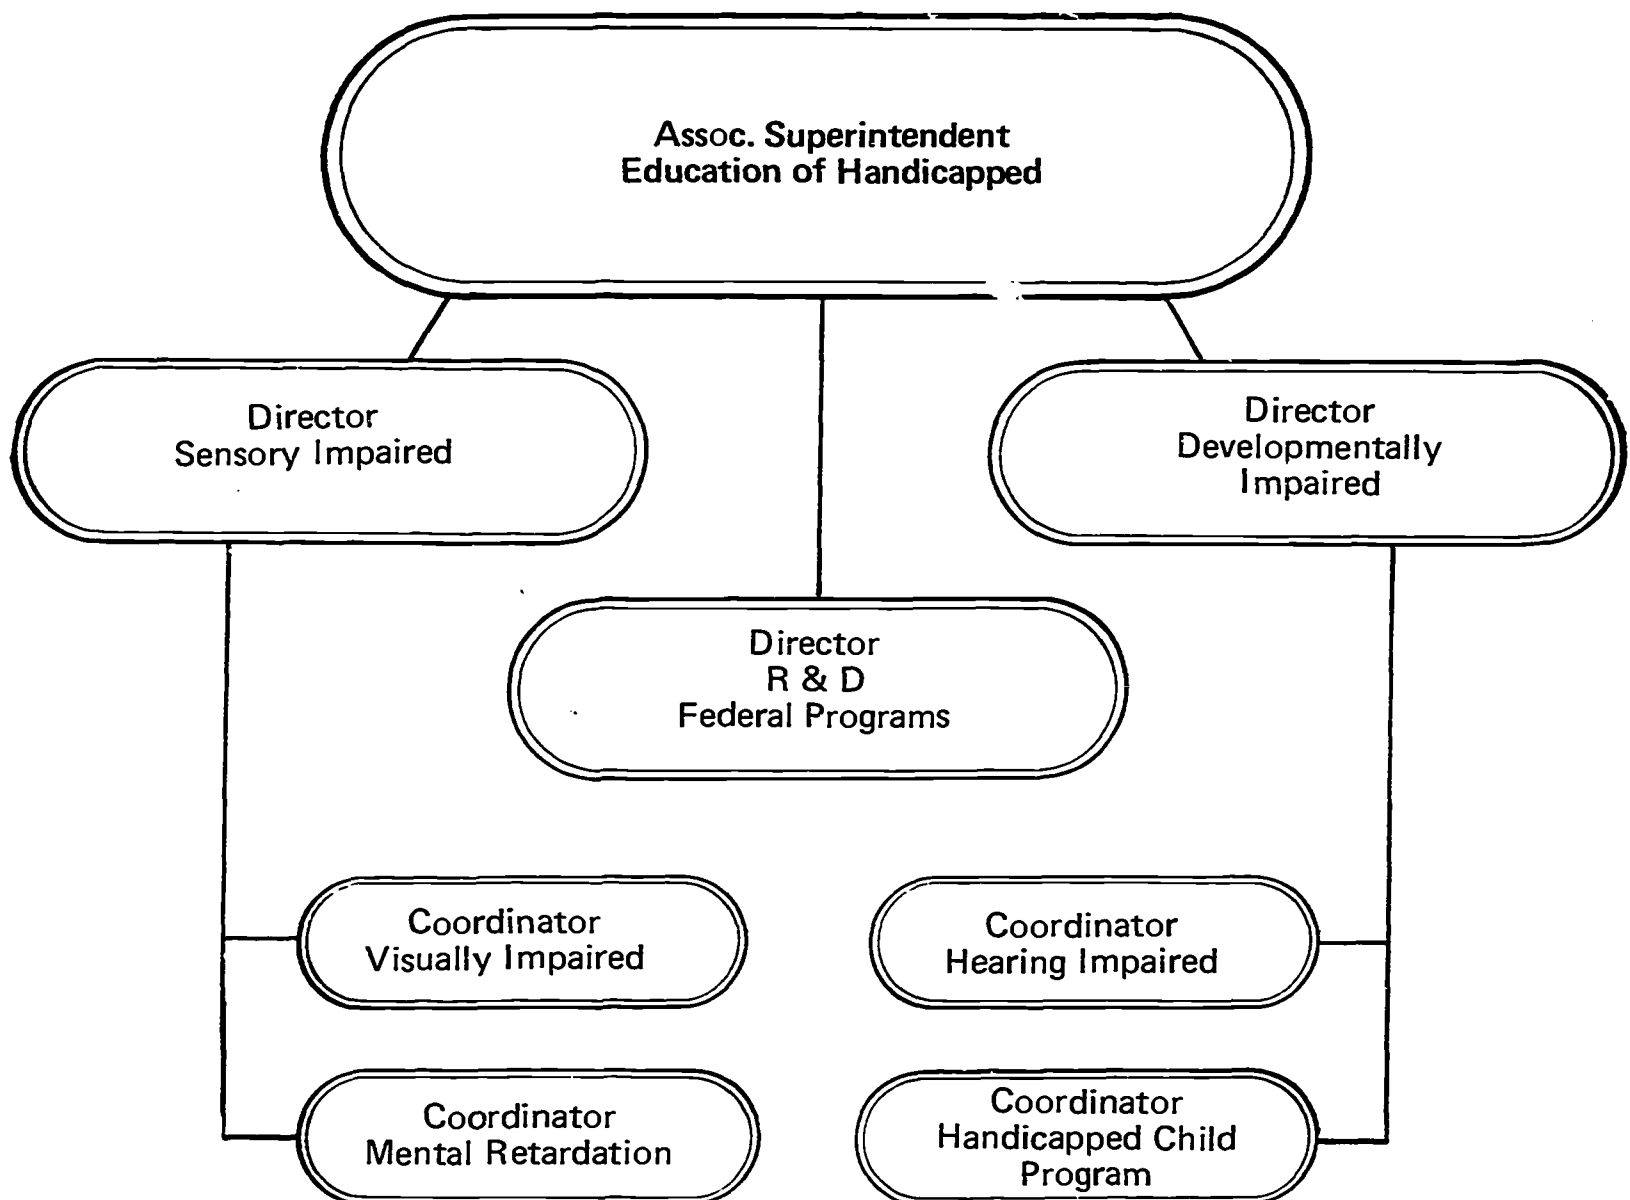 Assoc. Superintendent
Education of Handicapped
Director
Sensory Impaired
Director
Developmentally
Impaired
Director
R & D
Federal Programs
Coordinator
Visually Impaired
Coordinator
Hearing Impaired
Coordinator
Mental Retardation
Coordinator
Handicapped Child
Program